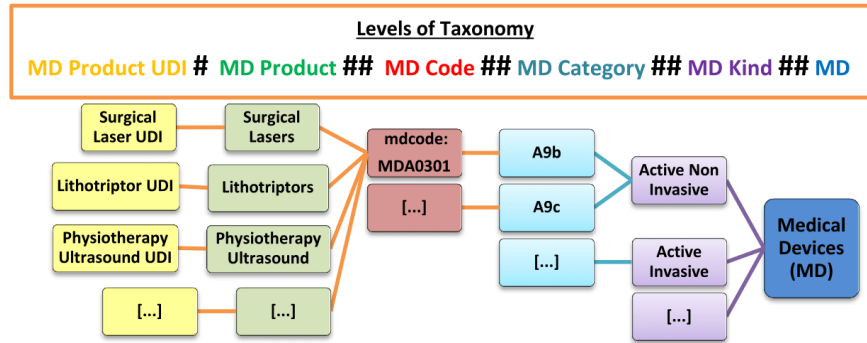 Levels of Taxonomy
MD Product UDI # MD Product ## MD Code ## MD Category ## MD Kind ## MD
Surgical
Laser UDI
Surgical
Lasers
mdcode:
MDA0301
A9b
Active Non
Invasive
Lithotriptor UDI
Lithotriptors
[...]
A9c
Medical
Devices
(MD)
Physiotherapy
Ultrasound UDI
Physiotherapy
Ultrasound
[...]
Active
Invasive
[...]
[...]
[...]